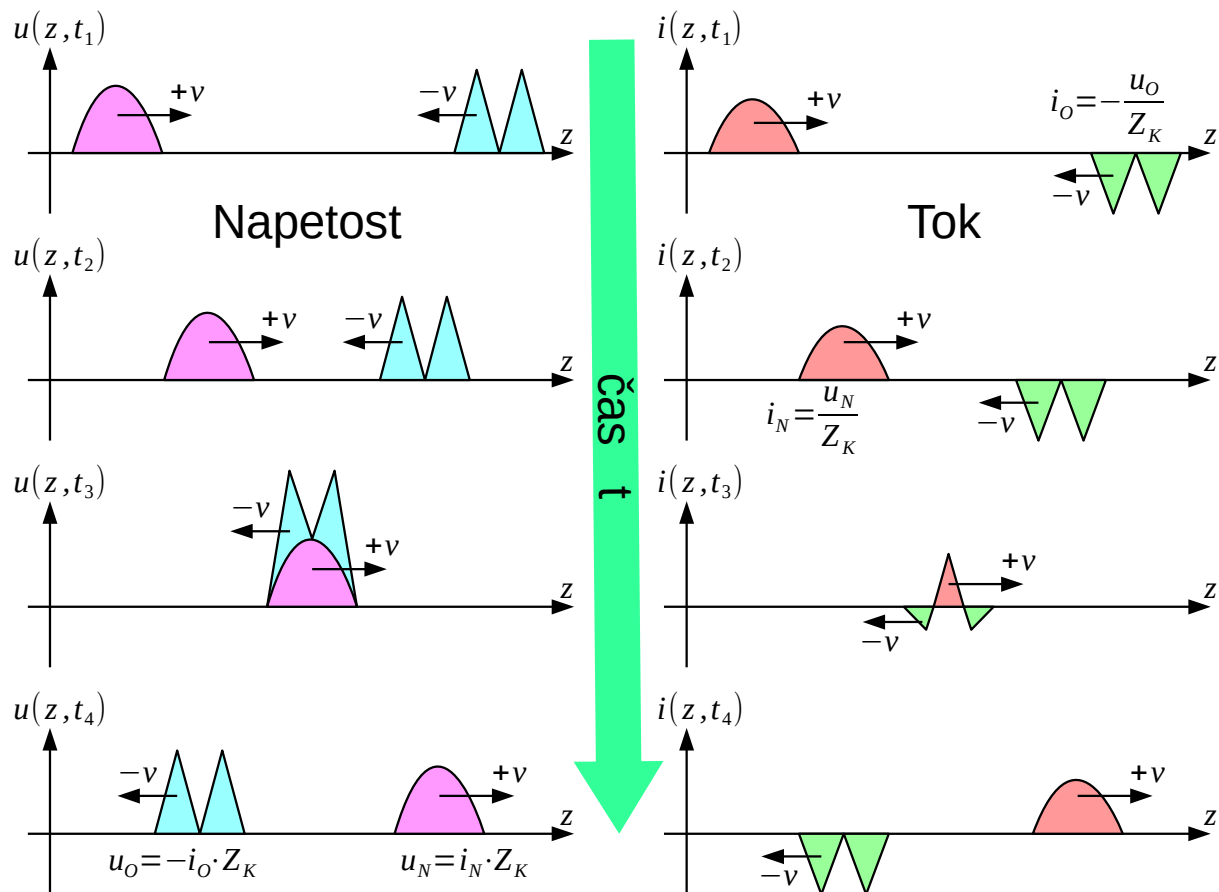 u(z,t₁)
+v
−v
z
i(z,t₁)
+v
i_O=−u_O/Z_K
z
−v
Napetost
Tok
u(z,t₂)
+v
−v
z
i(z,t₂)
+v
z
i_N=u_N/Z_K
−v
čas t
u(z,t₃)
−v
+v
z
i(z,t₃)
+v
z
−v
u(z,t₄)
−v
+v
z
i(z,t₄)
+v
z
−v
u_O=−i_O·Z_K
u_N=i_N·Z_K